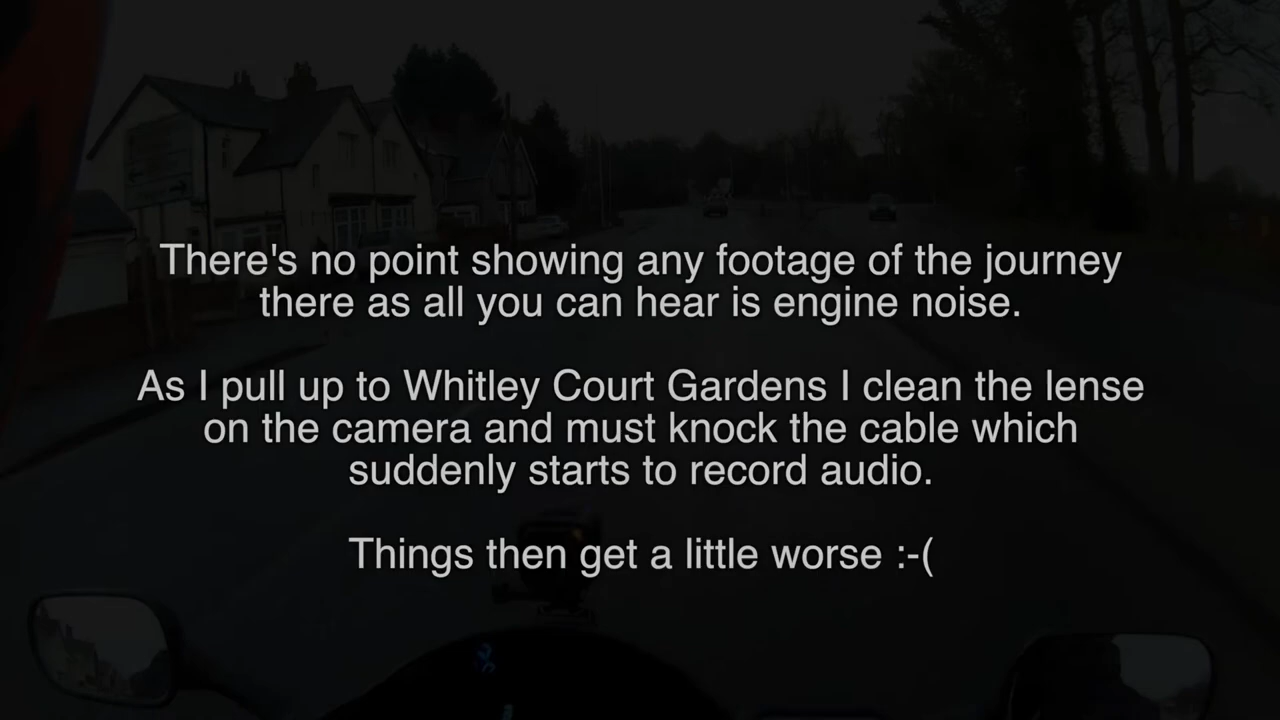 There's no point showing any footage of the journey
there as all you can hear is engine noise.
As I pull up to Whitley Court Gardens I clean the lense
on the camera and must knock the cable which
suddenly starts to record audio.
Things then get a little worse :-(